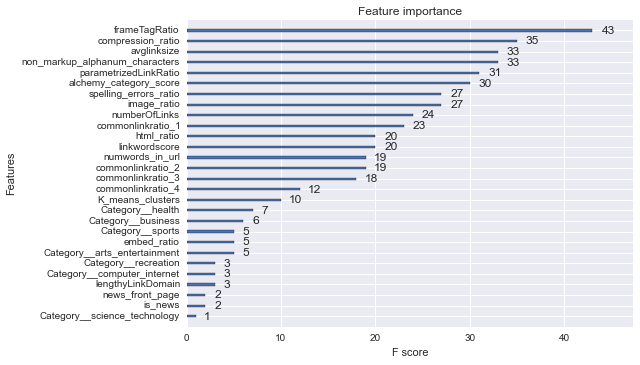 Feature importance
frameTagRatio 43
compression_ratio 35
avglinksize 33
non_markup_alphanum_characters 33
parametrizedLinkRatio 31
alchemy_category_score 30
spelling_errors_ratio 27
image_ratio 27
numberOfLinks 24
commonlinkratio_1 23
html_ratio 20
linkwordscore 20
numwords_in_url 19
commonlinkratio_2 19
commonlinkratio_3 18
commonlinkratio_4 12
K_means_clusters 10
Category__health 7
Category__business 6
Category__sports 5
embed_ratio 5
Category__arts_entertainment 5
Category__recreation 3
Category__computer_internet 3
lengthyLinkDomain 3
news_front_page 2
is_news 2
Category__science_technology 1
Features
0 10 20 30 40
F score